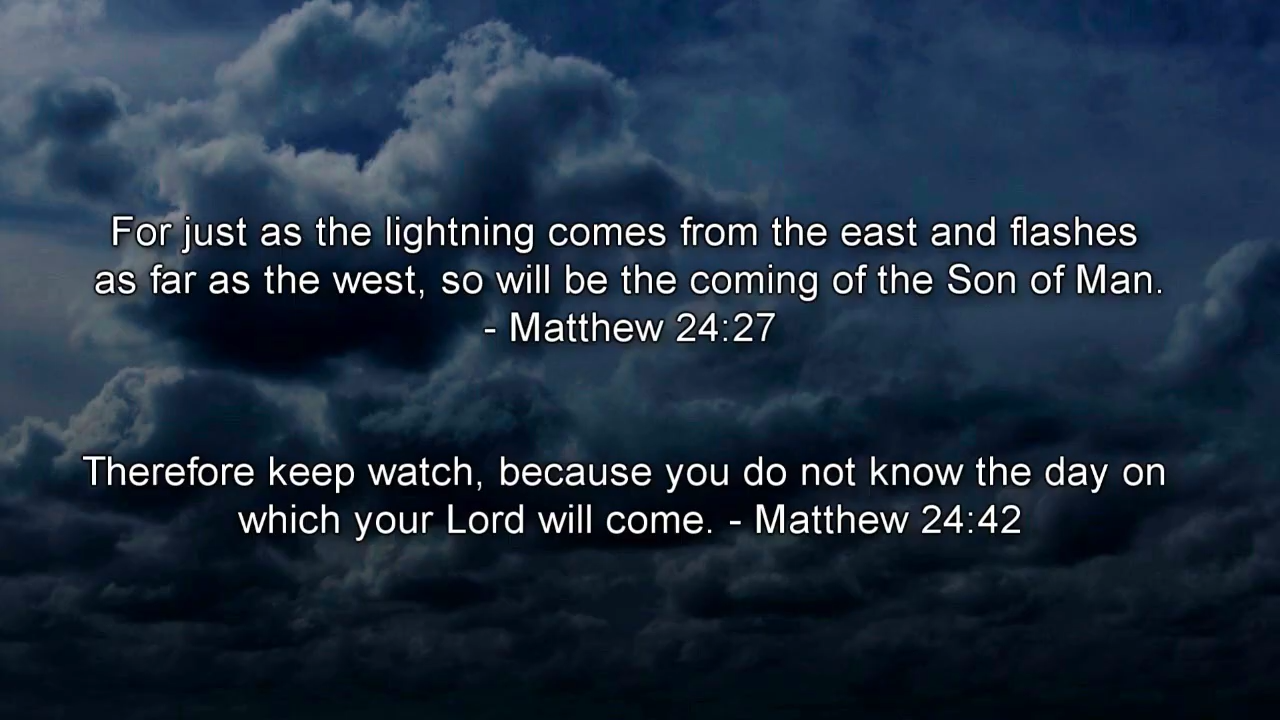 For just as the lightning comes from the east and flashes
as far as the west, so will be the coming of the Son of Man.
- Matthew 24:27
Therefore keep watch, because you do not know the day on
which your Lord will come. - Matthew 24:42